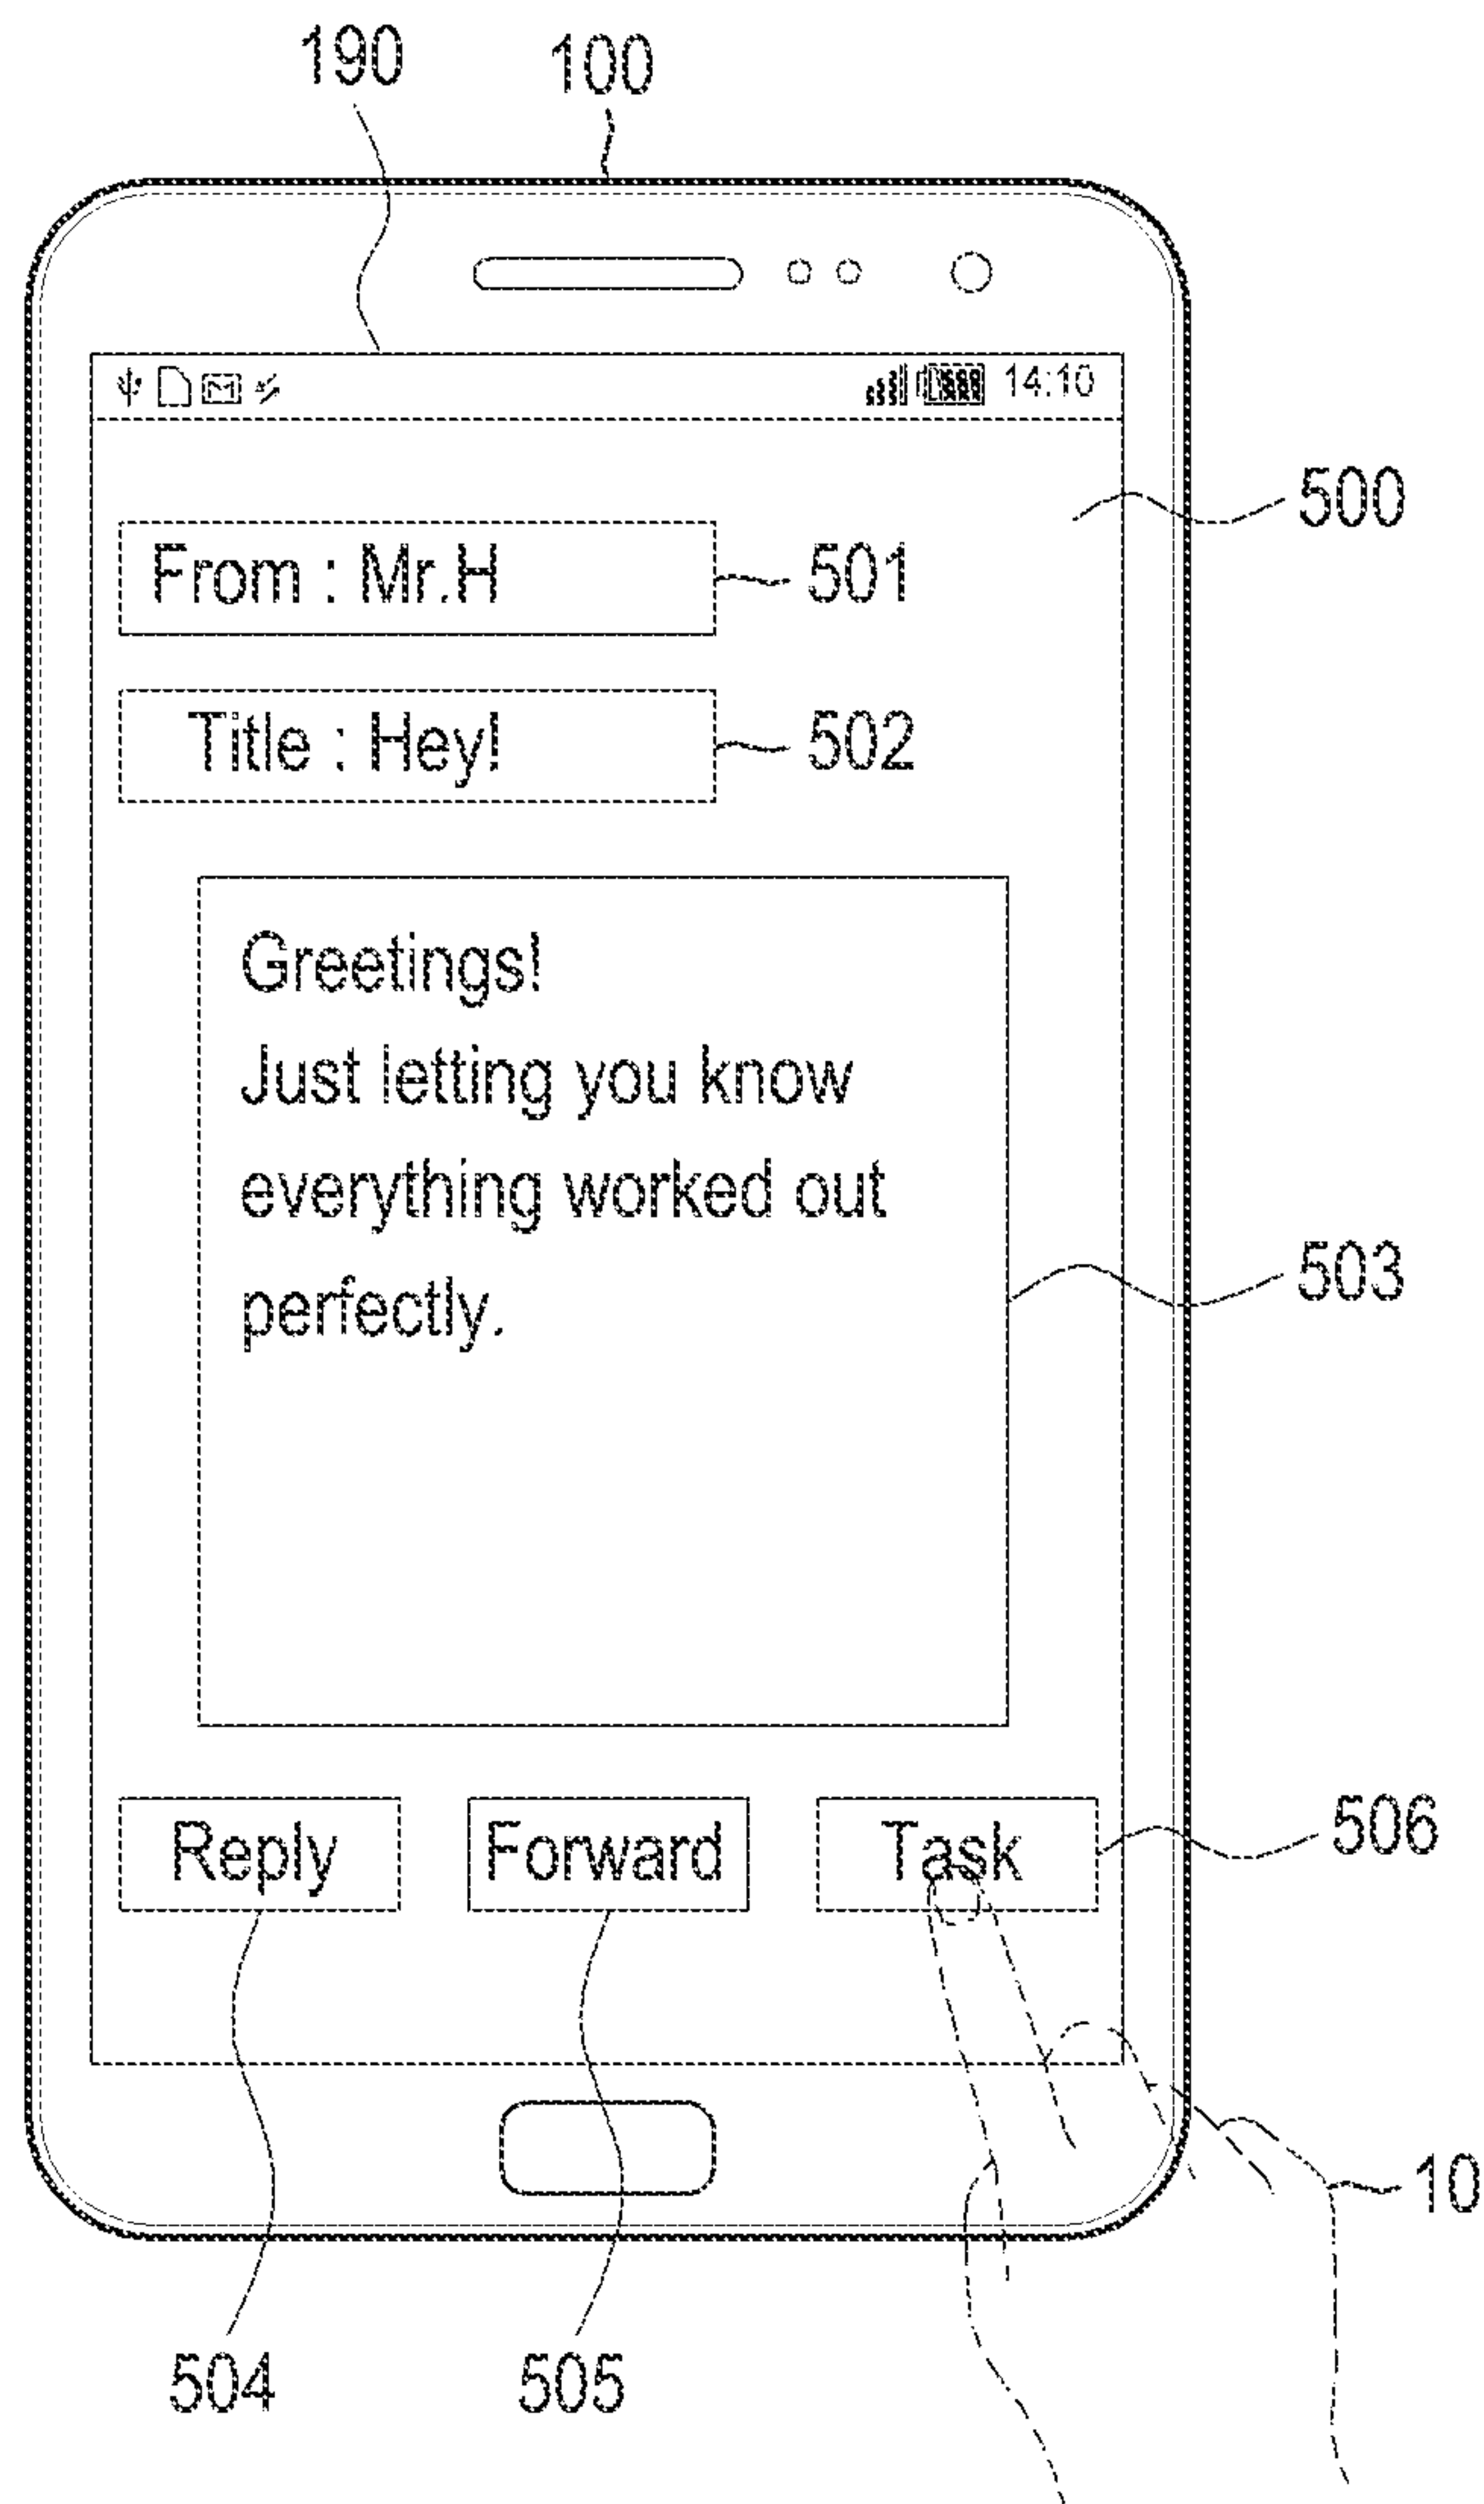 190 100
14:10
500
From : Mr.H 501
Title : Hey! 502
Greetings!
Just letting you know
everything worked out
perfectly.
503
Reply Forward Task 506
10
504 505